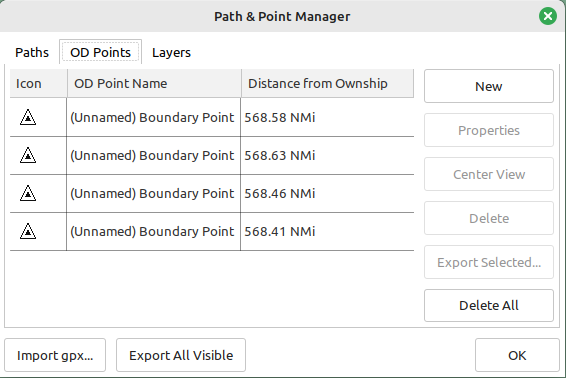 Path & Point Manager
Paths OD Points Layers
Icon OD Point Name Distance from Ownship
(Unnamed) Boundary Point 568.58 NMi
(Unnamed) Boundary Point 568.63 NMi
(Unnamed) Boundary Point 568.46 NMi
(Unnamed) Boundary Point 568.41 NMi
New
Properties
Center View
Delete
Export Selected...
Delete All
Import gpx... Export All Visible OK